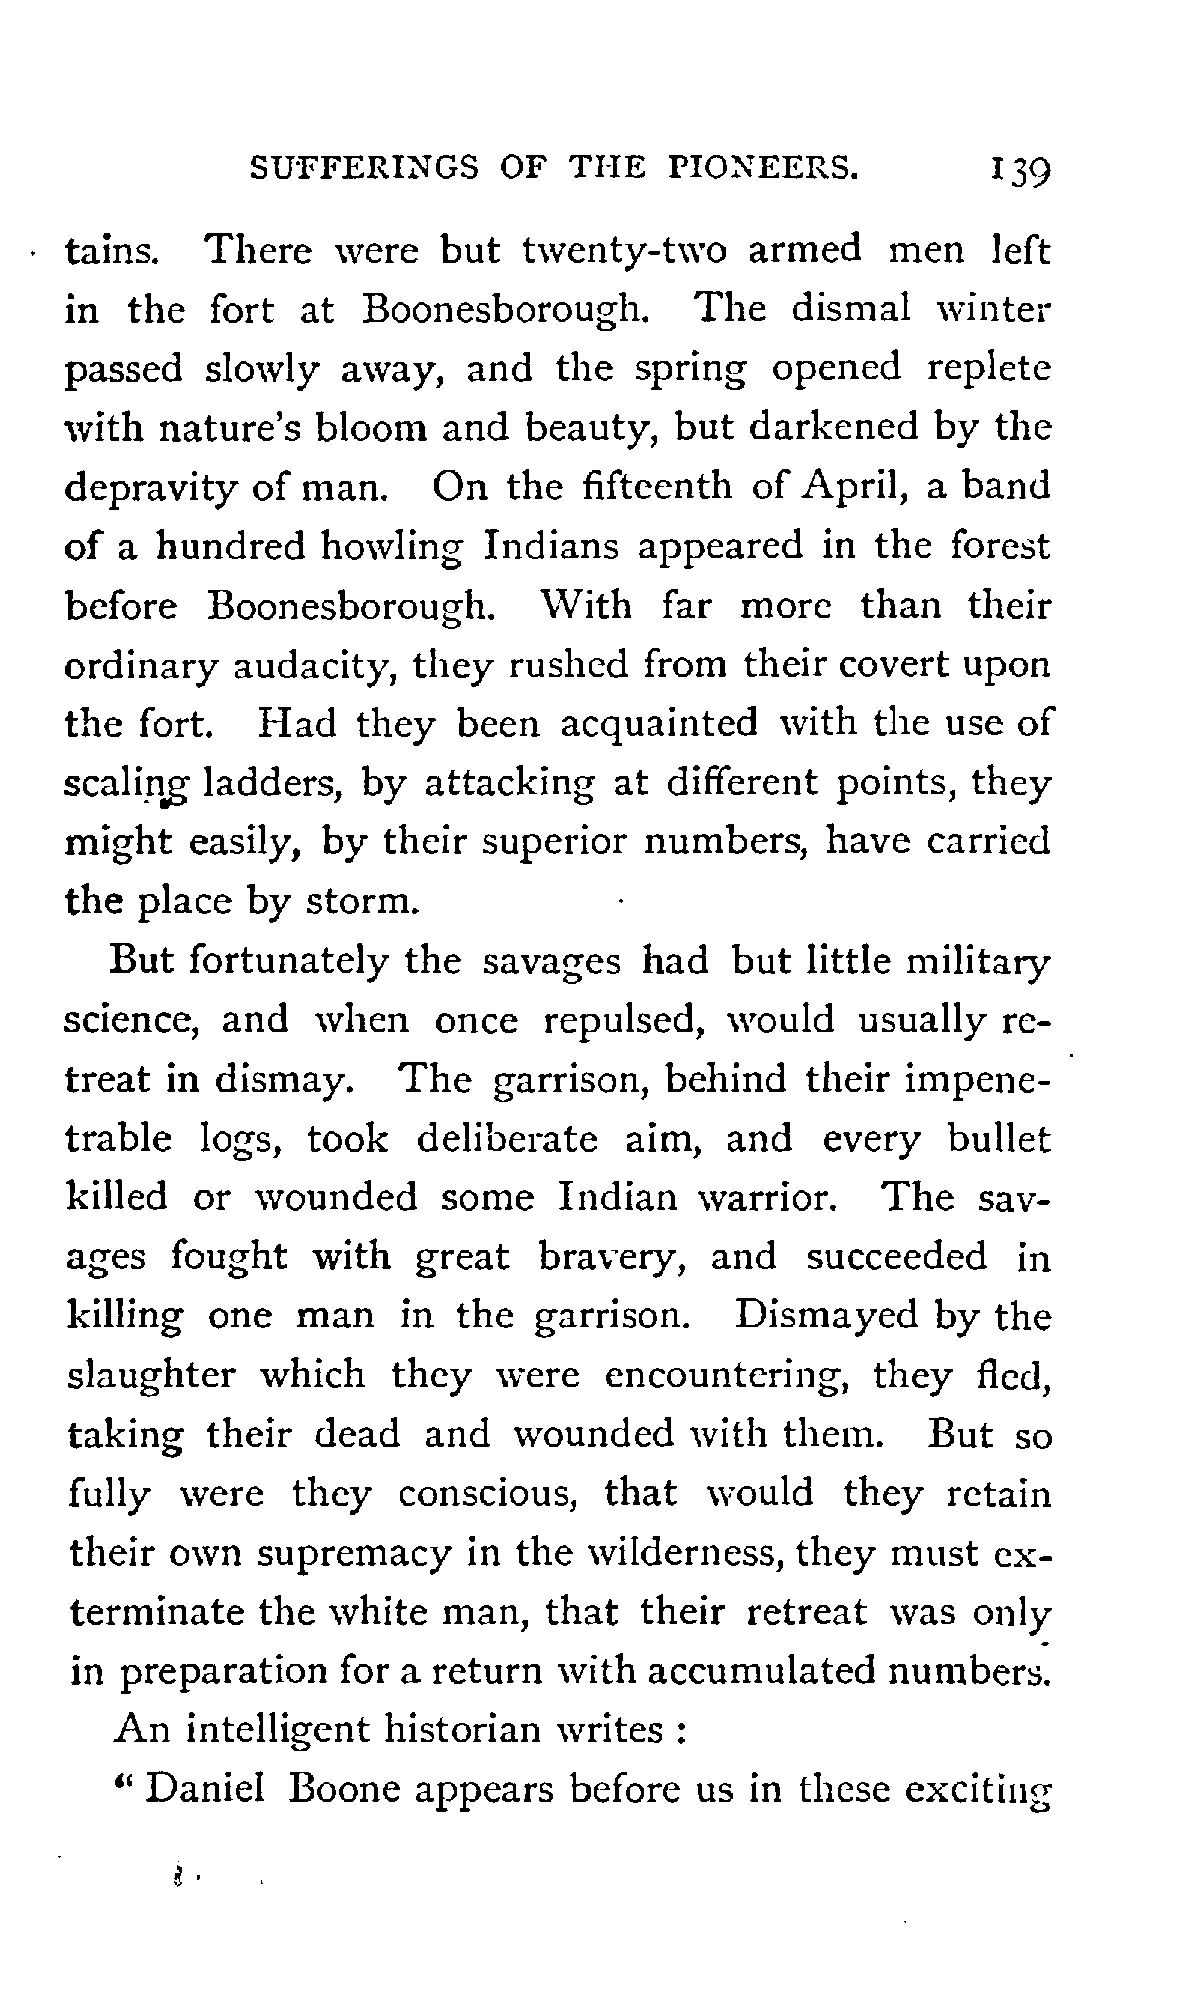 SUFFERINGS OF THE PIONEERS. 139
tains. There were but twenty-two armed men left
in the fort at Boonesborough. The dismal winter
passed slowly away, and the spring opened replete
with nature's bloom and beauty, but darkened by the
depravity of man. On the fifteenth of April, a band
of a hundred howling Indians appeared in the forest
before Boonesborough. With far more than their
ordinary audacity, they rushed from their covert upon
the fort. Had they been acquainted with the use of
scaling ladders, by attacking at different points, they
might easily, by their superior numbers, have carried
the place by storm.
But fortunately the savages had but little military
science, and when once repulsed, would usually re-
treat in dismay. The garrison, behind their impene-
trable logs, took deliberate aim, and every bullet
killed or wounded some Indian warrior. The sav-
ages fought with great bravery, and succeeded in
killing one man in the garrison. Dismayed by the
slaughter which they were encountering, they fled,
taking their dead and wounded with them. But so
fully were they conscious, that would they retain
their own supremacy in the wilderness, they must ex-
terminate the white man, that their retreat was only
in preparation for a return with accumulated numbers.
An intelligent historian writes :
“ Daniel Boone appears before us in these exciting